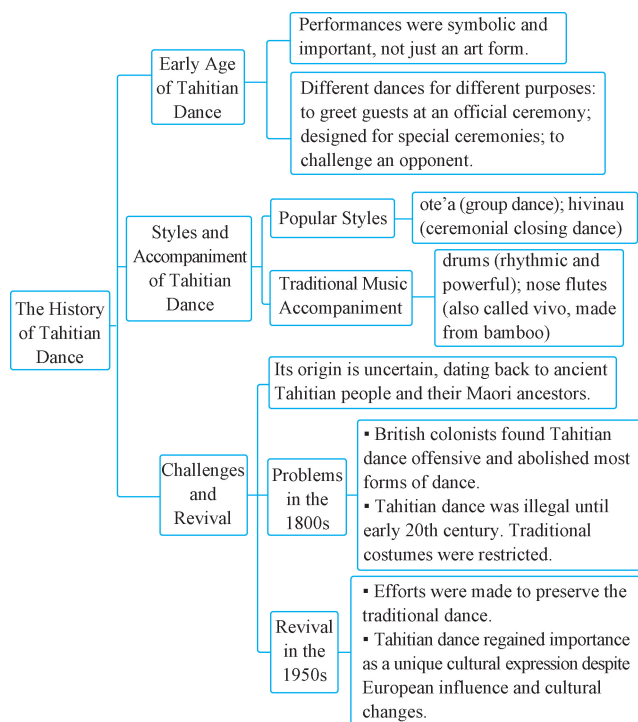 The History
of Tahitian
Dance
Early Age
of Tahitian
Dance
Performances were symbolic and
important, not just an art form.
Different dances for different purposes:
to greet guests at an official ceremony;
designed for special ceremonies; to
challenge an opponent.
Styles and
Accompaniment
of Tahitian
Dance
Popular Styles
ote’a (group dance); hivinau
(ceremonial closing dance)
Traditional Music
Accompaniment
drums (rhythmic and
powerful); nose flutes
(also called vivo, made
from bamboo)
Challenges
and
Revival
Its origin is uncertain, dating back to ancient
Tahitian people and their Maori ancestors.
Problems
in the
1800s
▪ British colonists found Tahitian
dance offensive and abolished most
forms of dance.
▪ Tahitian dance was illegal until
early 20th century. Traditional
costumes were restricted.
Revival
in the
1950s
▪ Efforts were made to preserve the
traditional dance.
▪ Tahitian dance regained importance
as a unique cultural expression despite
European influence and cultural
changes.